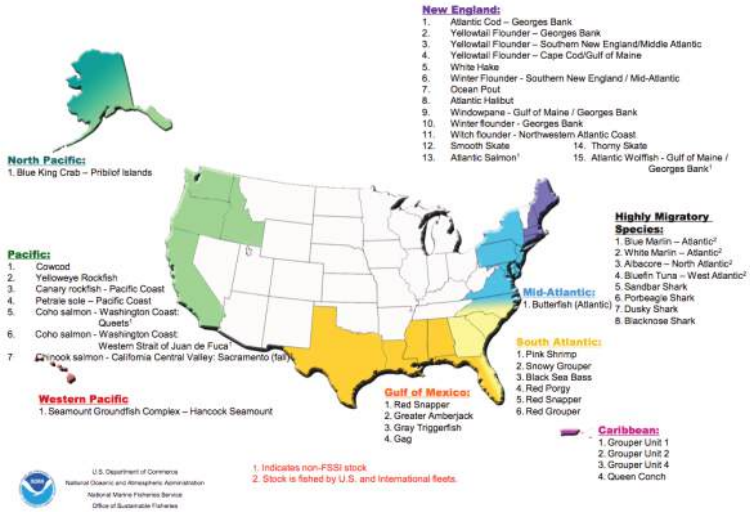 New England:
1. Atlantic Cod – Georges Bank
2. Yellowtail Flounder – Georges Bank
3. Yellowtail Flounder – Southern New England/Middle Atlantic
4. Yellowtail Flounder – Cape Cod/Gulf of Maine
5. White Hake
6. Winter Flounder - Southern New England / Mid-Atlantic
7. Ocean Pout
8. Atlantic Halibut
9. Windowpane - Gulf of Maine / Georges Bank
10. Winter flounder - Georges Bank
11. Witch flounder - Northwestern Atlantic Coast
12. Smooth Skate 14. Thorny Skate
13. Atlantic Salmon¹ 15. Atlantic Wolffish - Gulf of Maine /
Georges Bank¹
North Pacific:
1. Blue King Crab – Pribilof Islands
Highly Migratory
Species:
1. Blue Marlin – Atlantic²
2. White Marlin – Atlantic²
3. Albacore – North Atlantic²
4. Bluefin Tuna – West Atlantic²
5. Sandbar Shark
6. Porbeagle Shark
7. Dusky Shark
8. Blacknose Shark
Pacific:
1. Cowcod
2. Yelloweye Rockfish
3. Canary rockfish - Pacific Coast
4. Petrale sole – Pacific Coast
5. Coho salmon - Washington Coast:
Queets¹
6. Coho salmon - Washington Coast:
Western Strait of Juan de Fuca¹
7 Chinook salmon - California Central Valley: Sacramento (fall)¹
Mid-Atlantic:
1. Butterfish (Atlantic)
South Atlantic:
1. Pink Shrimp
2. Snowy Grouper
3. Black Sea Bass
4. Red Porgy
5. Red Snapper
6. Red Grouper
Western Pacific
1. Seamount Groundfish Complex – Hancock Seamount
Gulf of Mexico:
1. Red Snapper
2. Greater Amberjack
3. Gray Triggerfish
4. Gag
Caribbean:
1. Grouper Unit 1
2. Grouper Unit 2
3. Grouper Unit 4
4. Queen Conch
NOAA
U.S. Department of Commerce
National Oceanic and Atmospheric Administration
National Marine Fisheries Service
Office of Sustainable Fisheries
1. Indicates non-FSSI stock
2. Stock is fished by U.S. and International fleets.